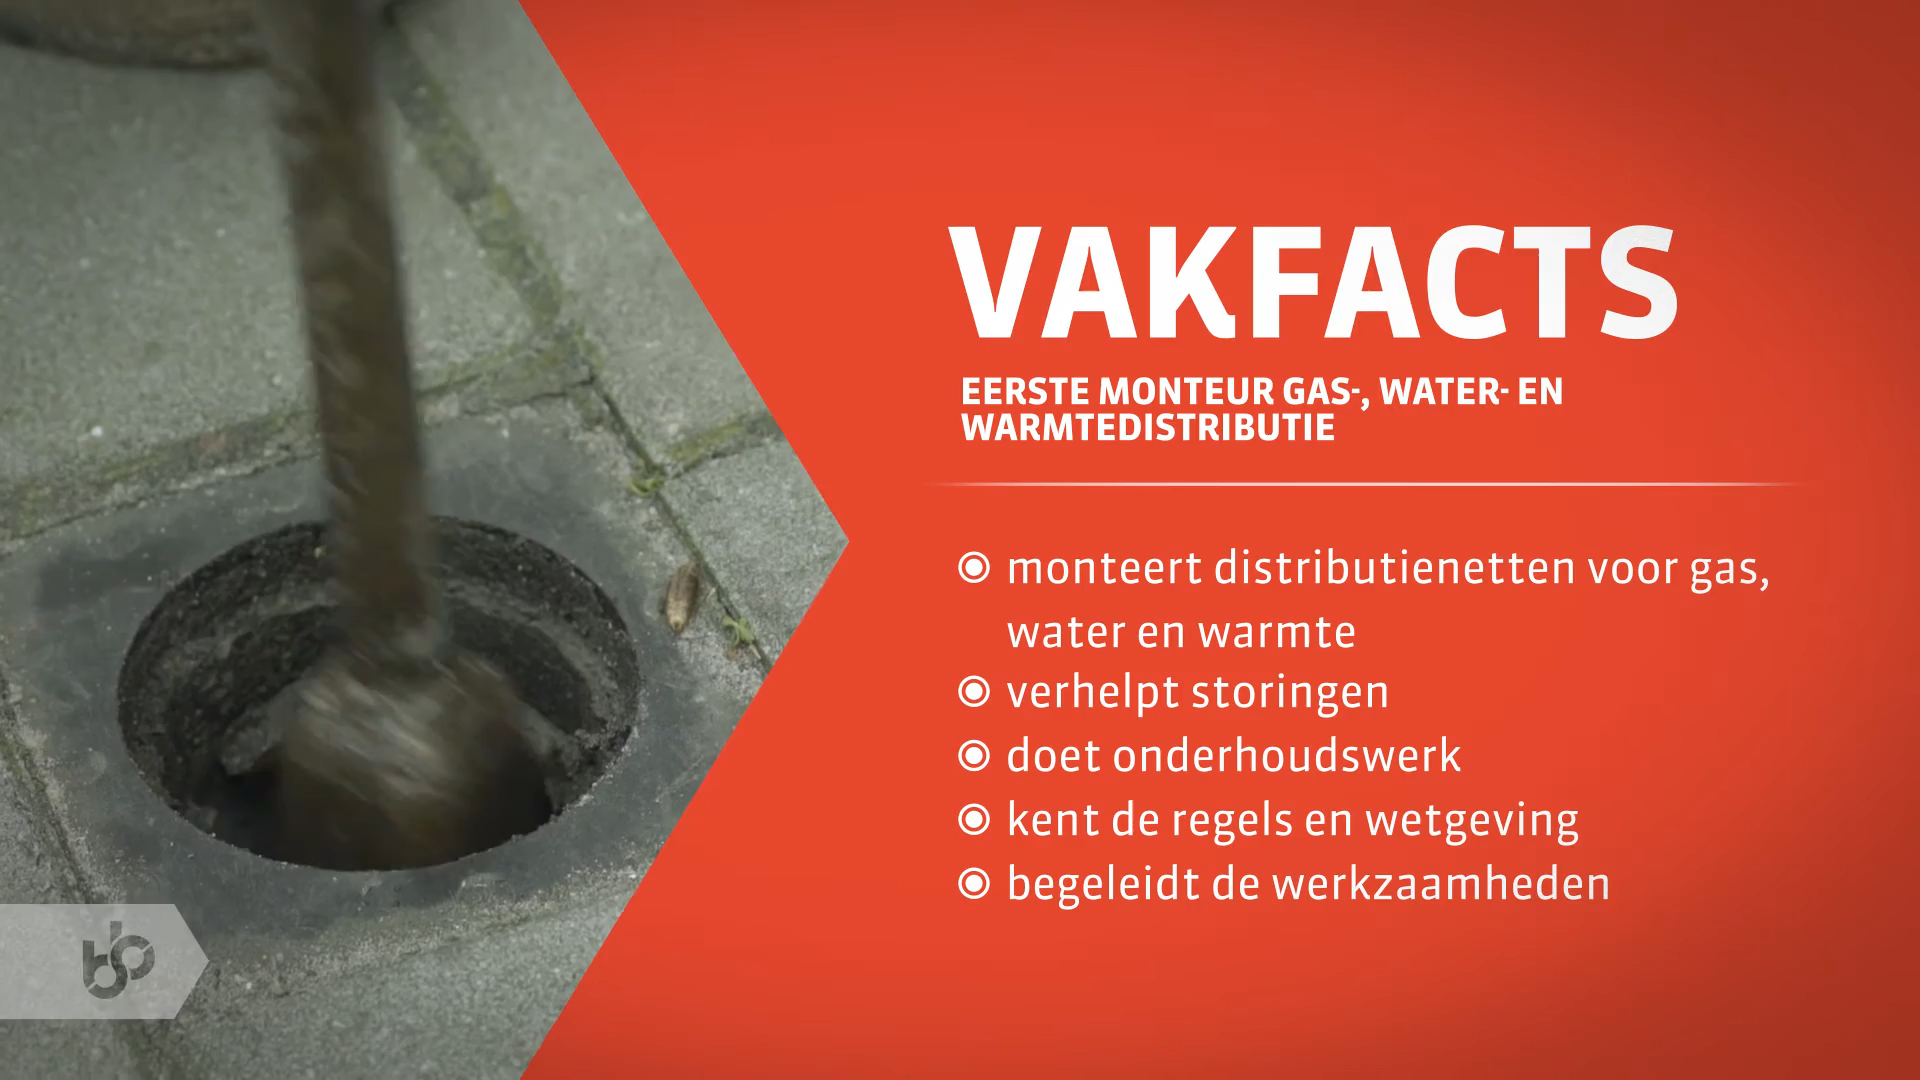 VAKFACTS
EERSTE MONTEUR GAS-, WATER- EN
WARMTEDISTRIBUTIE
monteert distributienetten voor gas,
water en warmte
verhelpt storingen
doet onderhoudswerk
kent de regels en wetgeving
begeleidt de werkzaamheden